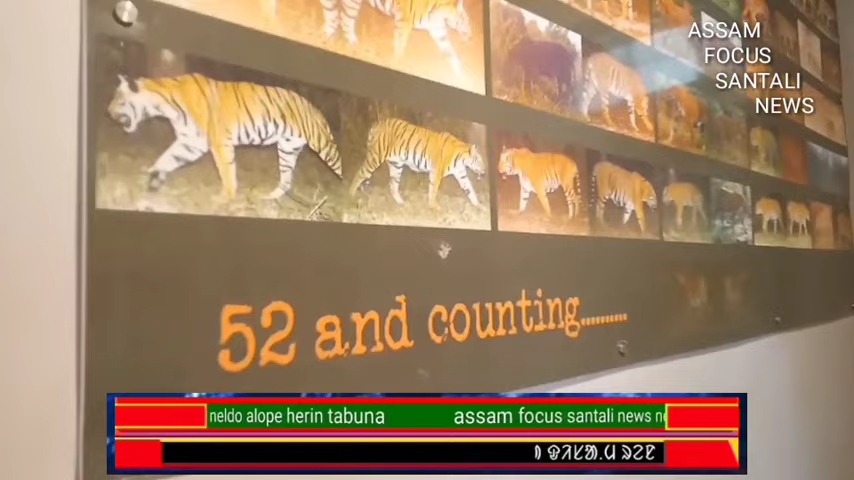 ASSAM
FOCUS
SANTALI
NEWS
52 and counting..........
neldo alope herin tabuna assam focus santali news